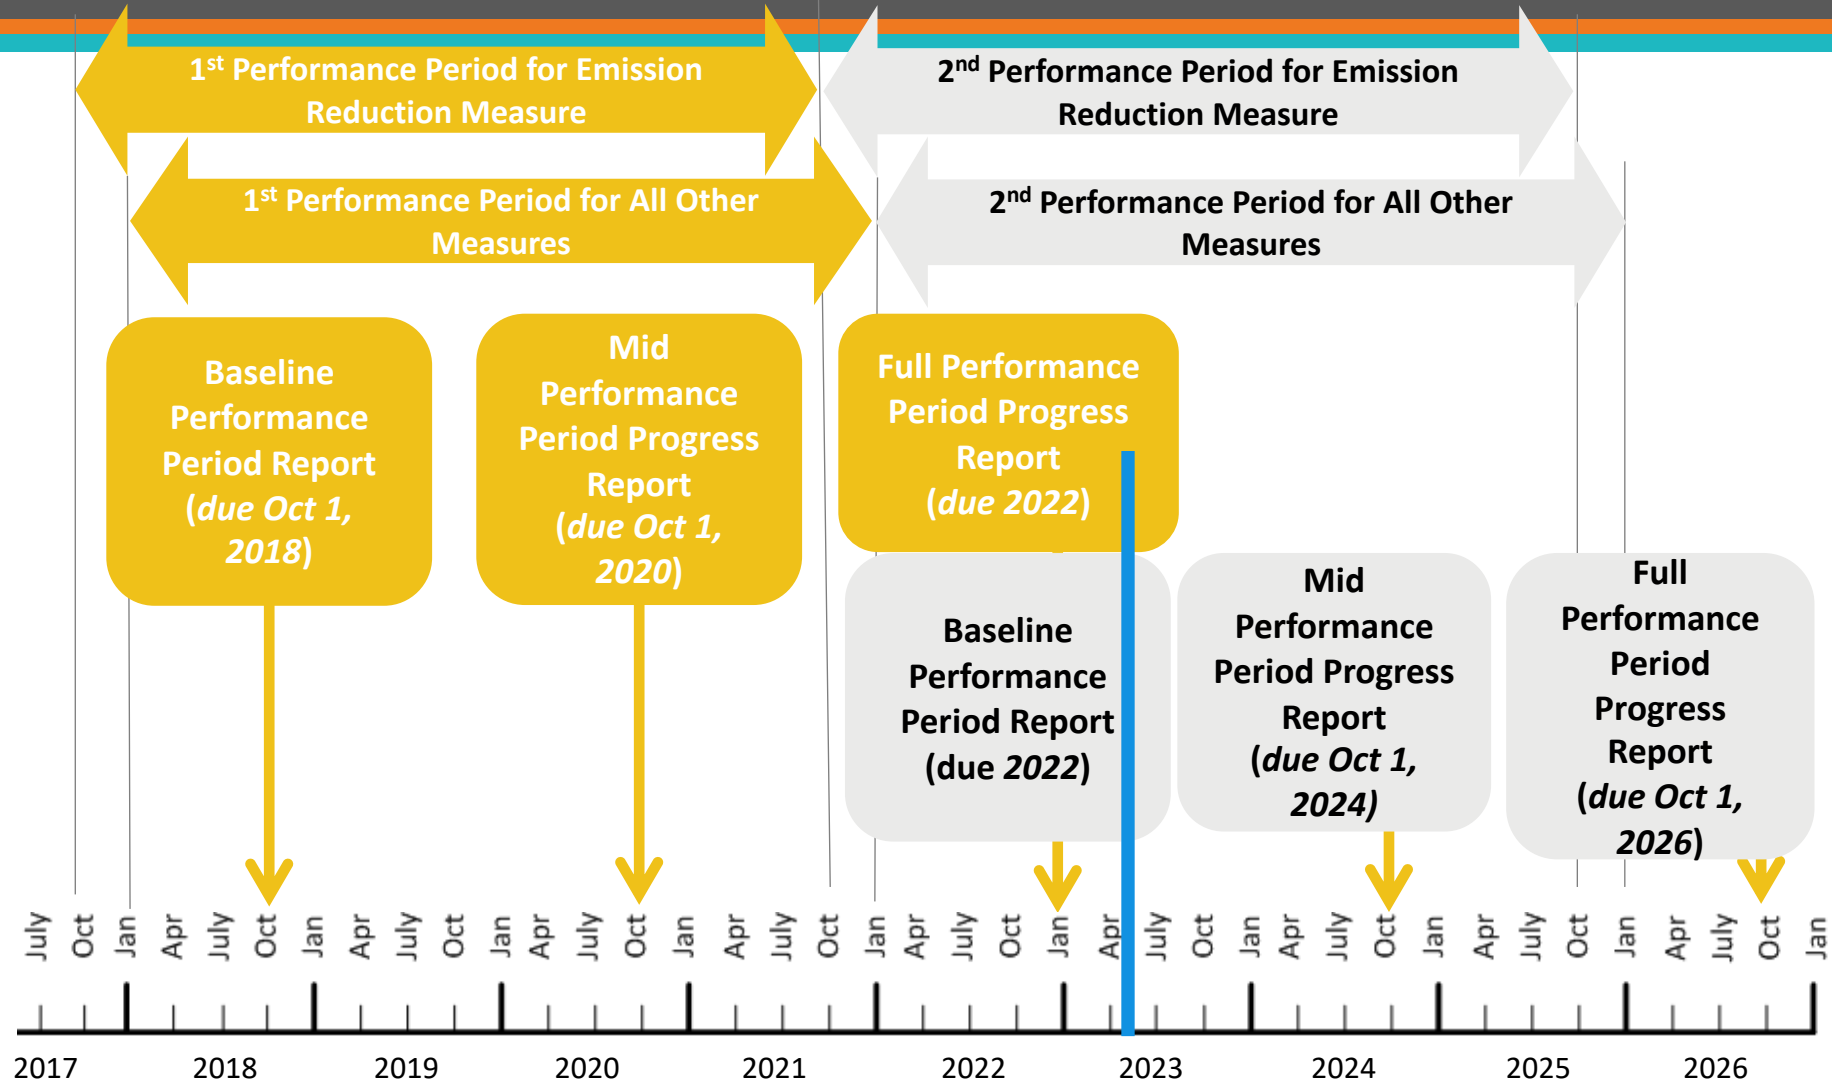 1st Performance Period for Emission
Reduction Measure
2nd Performance Period for Emission
Reduction Measure
1st Performance Period for All Other
Measures
2nd Performance Period for All Other
Measures
Baseline
Performance
Period Report
(due Oct 1,
2018)
Mid
Performance
Period Progress
Report
(due Oct 1,
2020)
Full Performance
Period Progress
Report
(due 2022)
Baseline
Performance
Period Report
(due 2022)
Mid
Performance
Period Progress
Report
(due Oct 1,
2024)
Full
Performance
Period
Progress
Report
(due Oct 1,
2026)
July Oct Jan Apr July Oct Jan Apr July Oct Jan Apr July Oct Jan Apr July Oct Jan Apr July Oct Jan Apr July Oct Jan Apr July Oct Jan Apr July Oct Jan Apr July Oct Jan
2017 2018 2019 2020 2021 2022 2023 2024 2025 2026